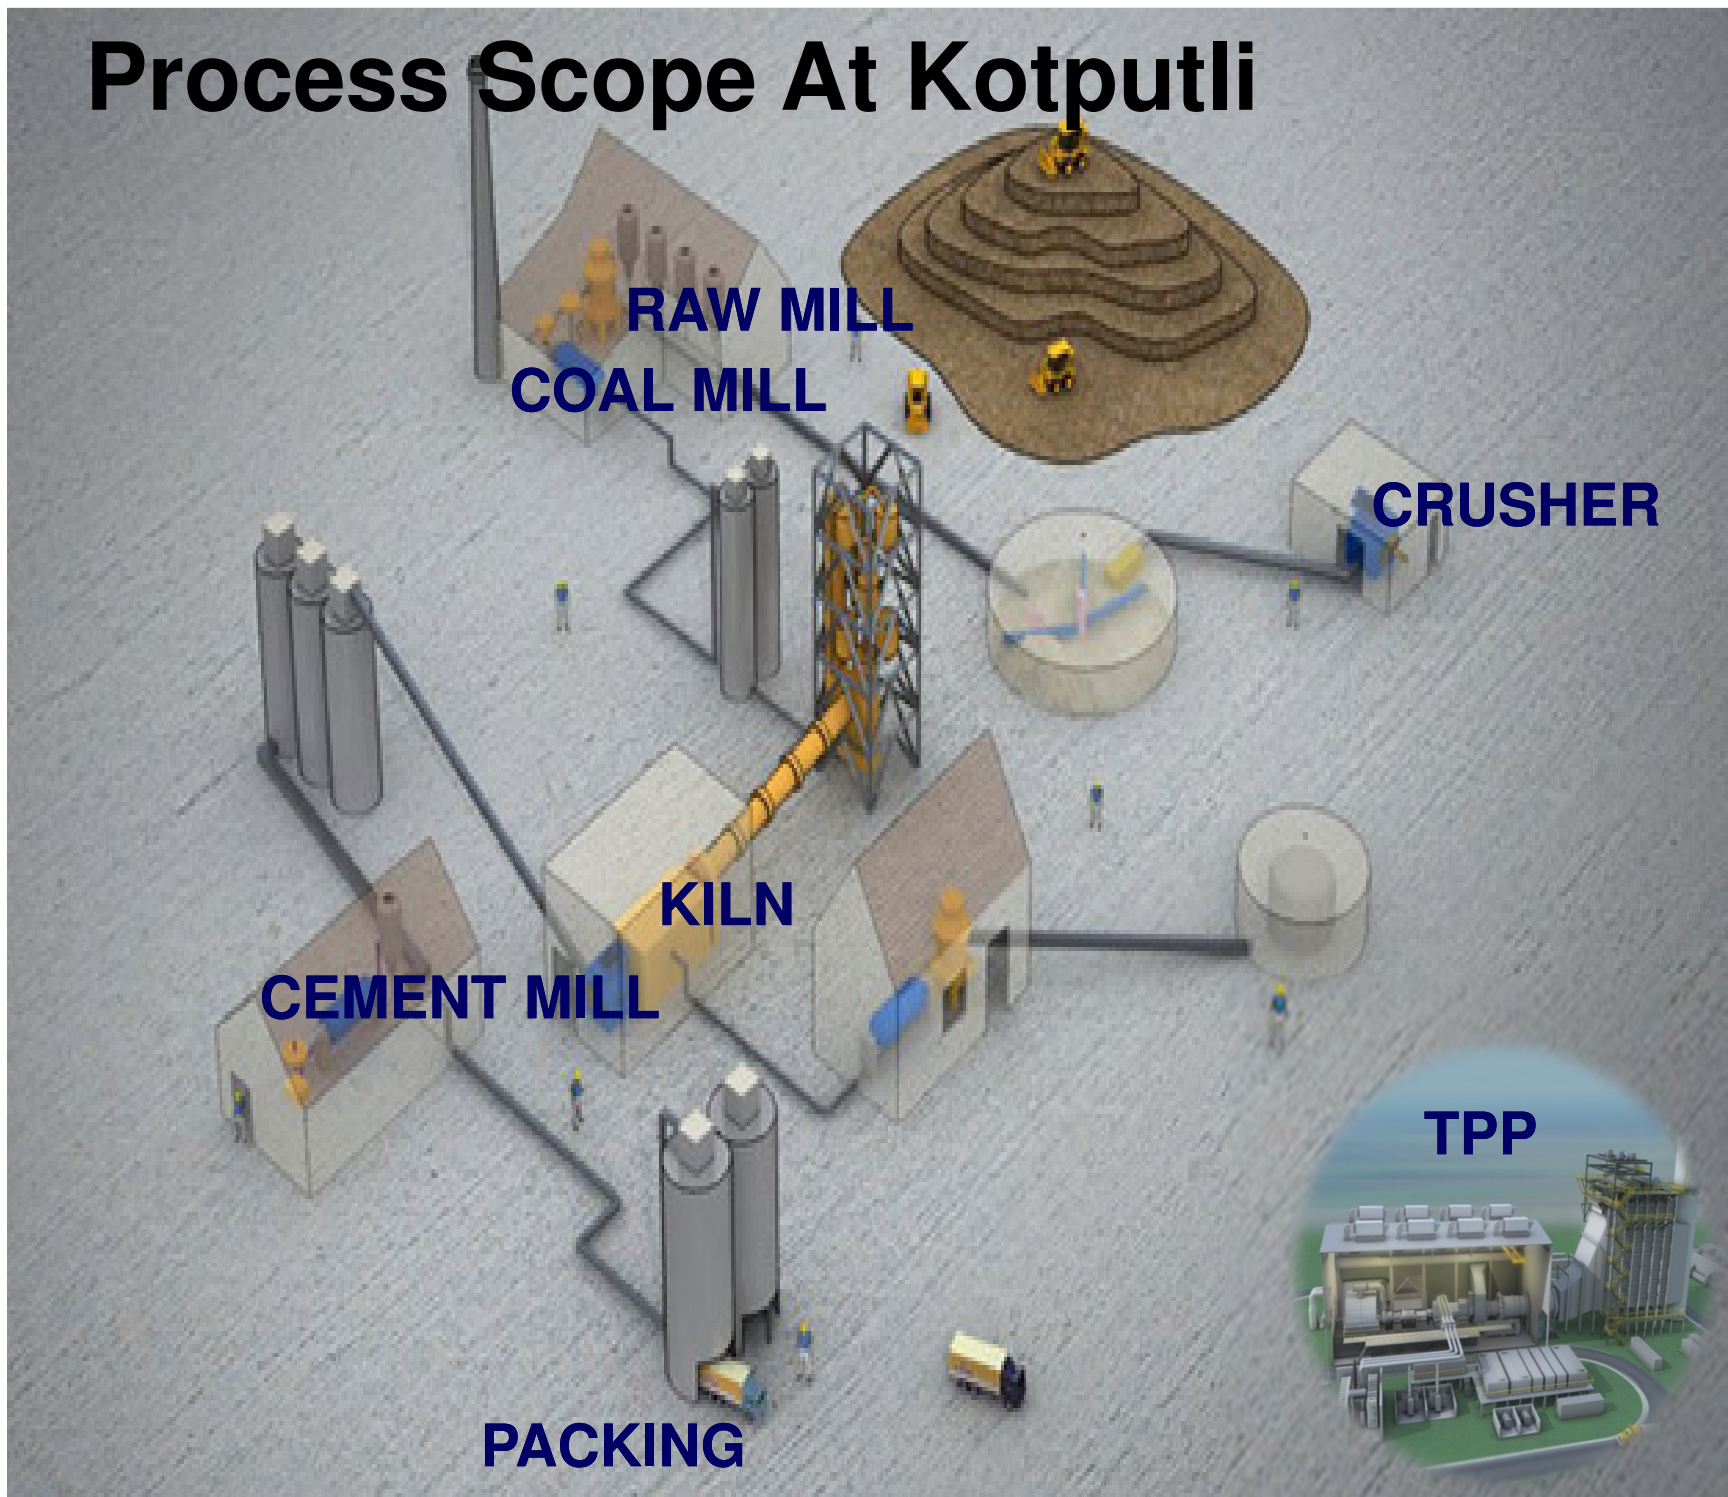 Process Scope At Kotputli
RAW MILL
COAL MILL
CRUSHER
KILN
CEMENT MILL
TPP
PACKING